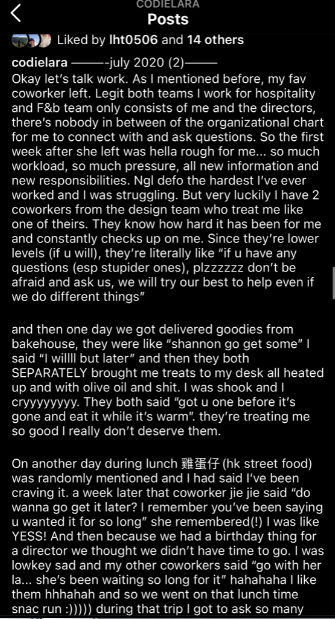 CODIELARA
Posts
Liked by lht0506 and 14 others
codielara ———-july 2020 (2)———
Okay let's talk work. As I mentioned before, my fav
coworker left. Legit both teams I work for hospitality
and F&b team only consists of me and the directors,
there's nobody in between of the organizational chart
for me to connect with and ask questions. So the first
week after she left was hella rough for me... so much
workload, so much pressure, all new information and
new responsibilities. Ngl defo the hardest I've ever
worked and I was struggling. But very luckily I have 2
coworkers from the design team who treat me like
one of theirs. They know how hard it has been for me
and constantly checks up on me. Since they're lower
levels (if u will), they're literally like "if u have any
questions (esp stupider ones), plzzzzzz don't be
afraid and ask us, we will try our best to help even if
we do different things"
and then one day we got delivered goodies from
bakehouse, they were like "shannon go get some" I
said "I willlll but later" and then they both
SEPARATELY brought me treats to my desk all heated
up and with olive oil and shit. I was shook and I
cryyyyyyy. They both said "got u one before it's
gone and eat it while it's warm". they're treating me
so good I really don't deserve them.
On another day during lunch 雞蛋仔 (hk street food)
was randomly mentioned and I had said I've been
craving it. a week later that coworker jie jie said "do
wanna go get it later? I remember you've been saying
u wanted it for so long" she remembered(!) I was like
YESS! And then because we had a birthday thing for
a director we thought we didn't have time to go. I was
lowkey sad and my other coworkers said "go with her
la... she's been waiting so long for it" hahahaha I like
them hhhahah and so we went on that lunch time
snac run :))))) during that trip I got to ask so many